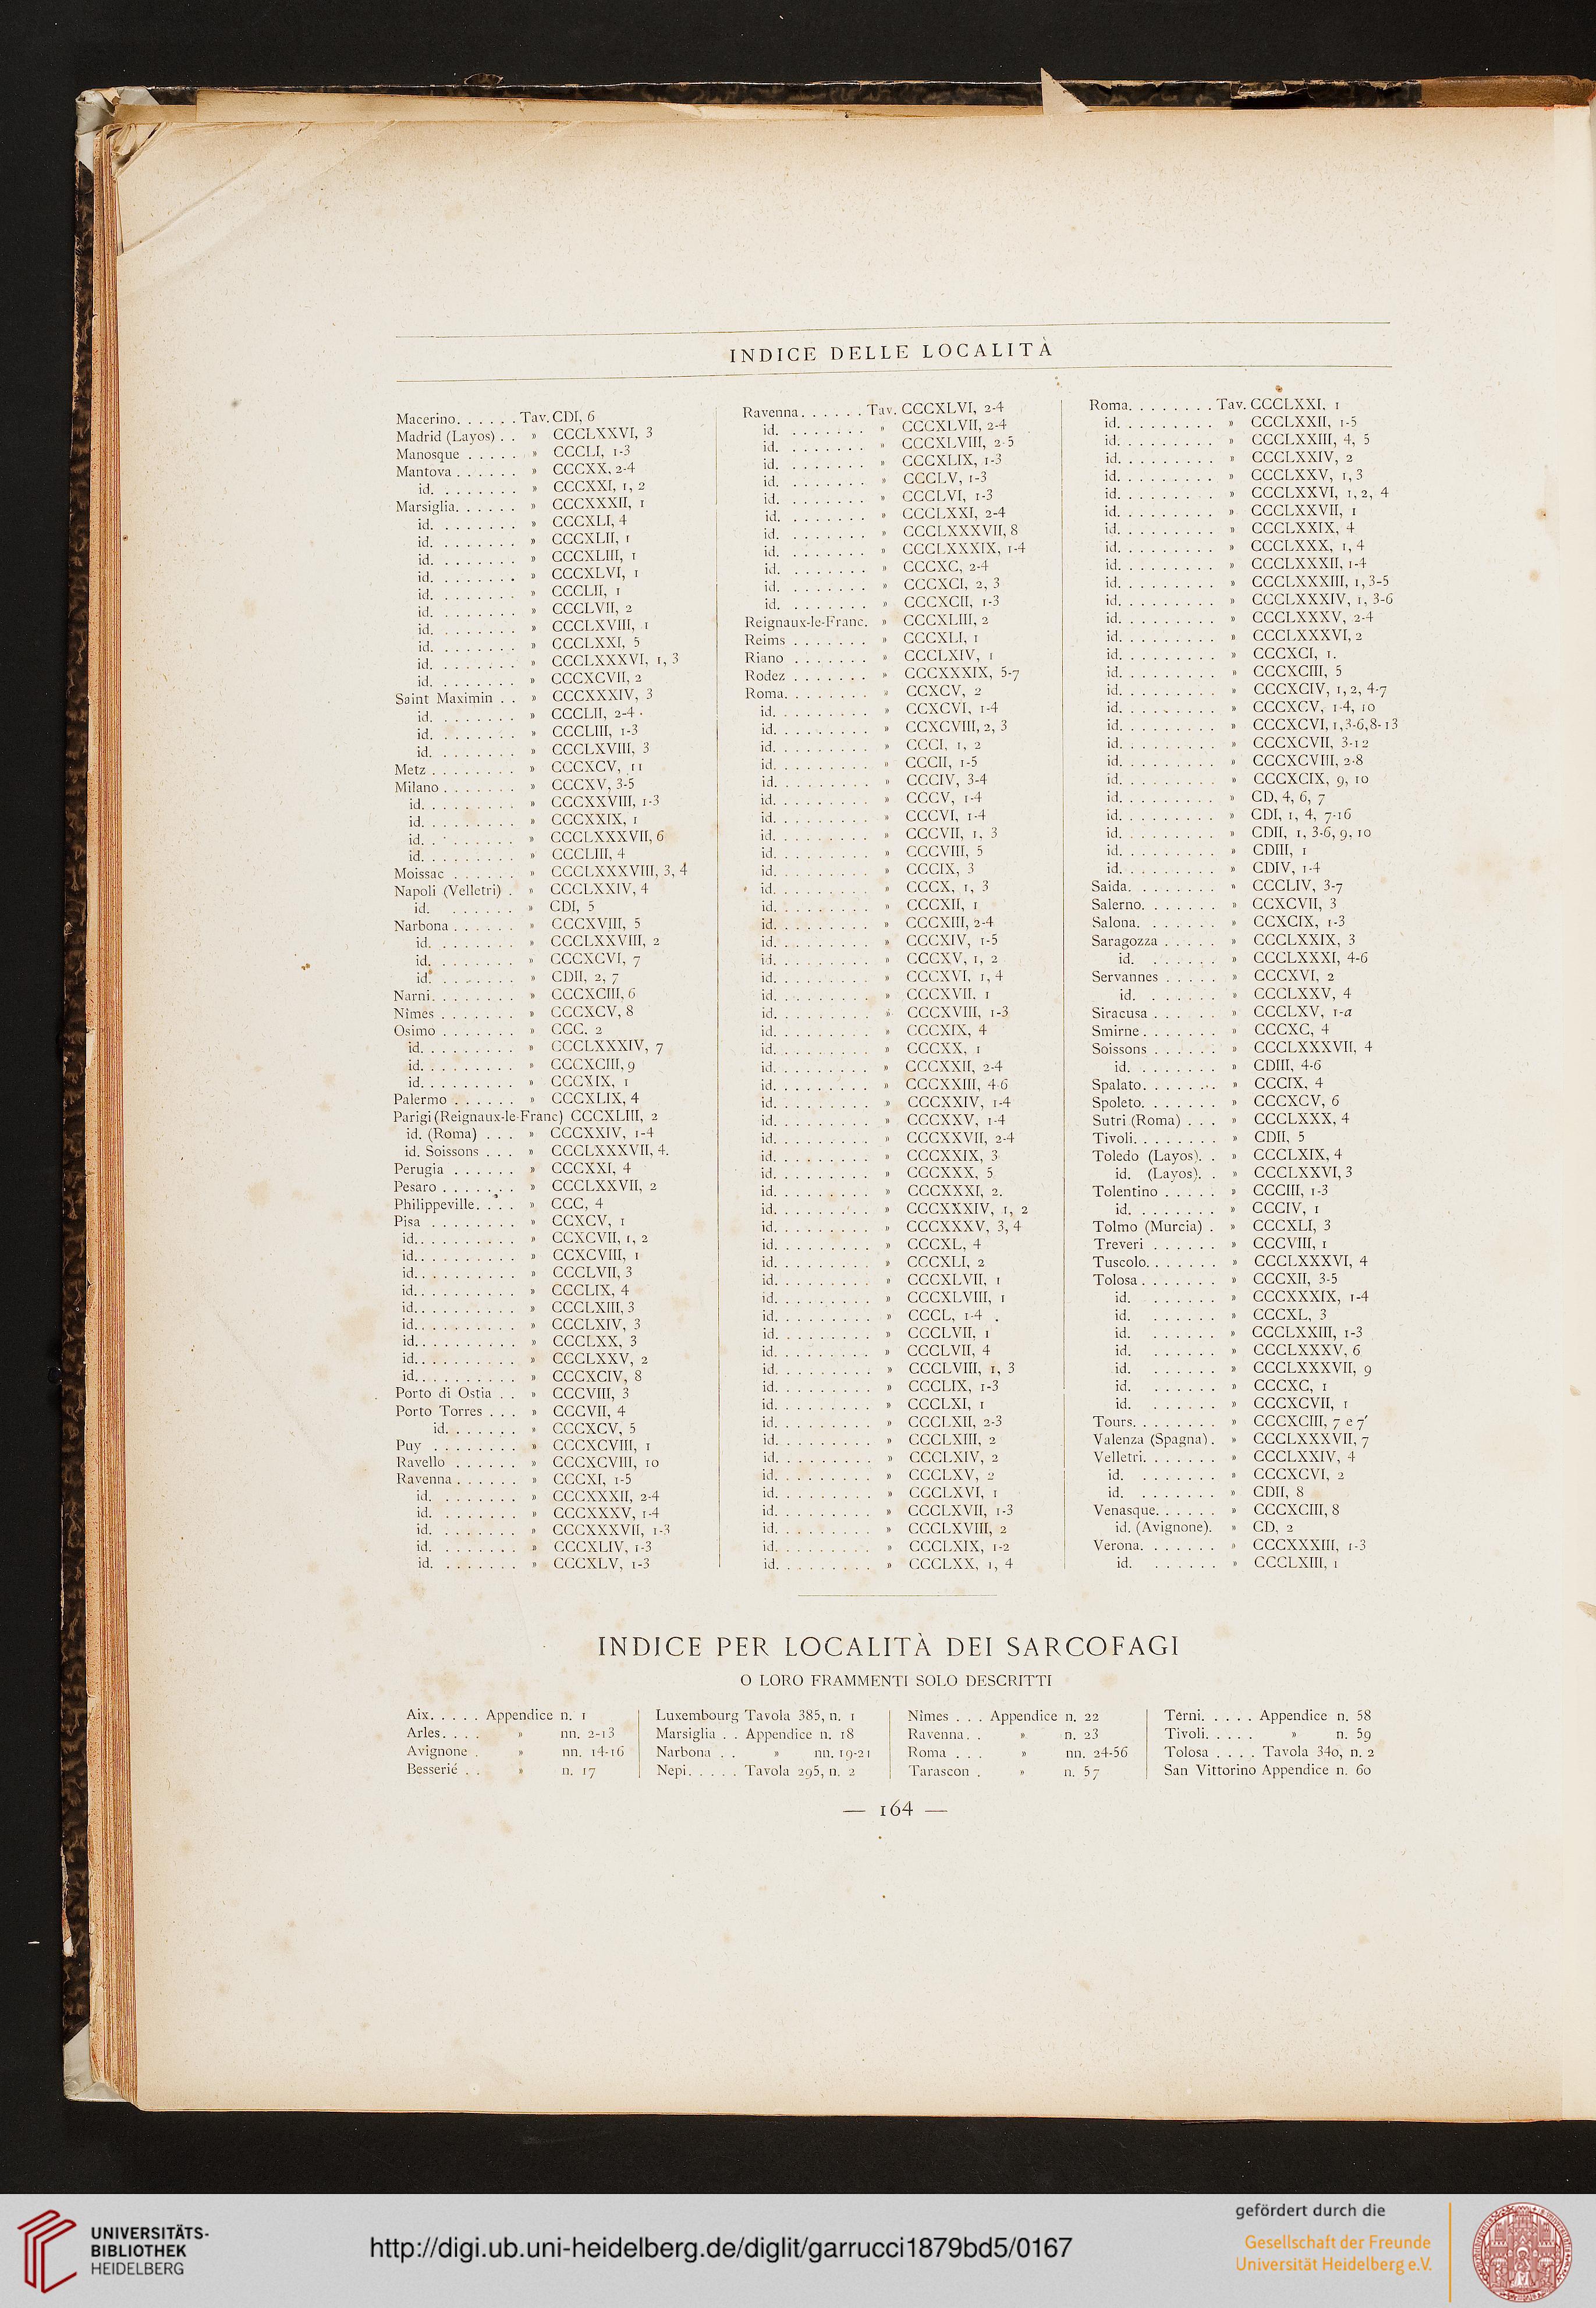 INDICE DELLE LOCALITÀ
Macerino. . . . . . Tav. CDI, 6
Madrid (Layos) . . » CCCLXXVI, 3
Manosque . . . . . » CCCLI, 1-3
Mantova . . . . . . » CCCXX, 2-4
id. . . . . . . . » CCCXXI, 1, 2
Marsiglia. . . . . . » CCCXXXII, 1
id. . . . . . . . » CCCXLI, 4
id. . . . . . . . » CCCXLII, 1
id. . . . . . . . » CCCXLIII, 1
id. . . . . . . . » CCCXLVI, 1
id. . . . . . . . » CCCLII, 1
id. . . . . . . . » CCCLVII, 2
id. . . . . . . . » CCCLXVIII, 1
id. . . . . . . . » CCCLXXI, 5
id. . . . . . . . » CCCLXXXVI, 1, 3
id. . . . . . . . » CCCXCVII, 2
Saint Maximin . . » CCCXXXIV, 3
id. . . . . . . . » CCCLII, 2-4
id. . . . . . . . » CCCLIII, 1-3
id. . . . . . . . » CCCLXVIII, 3
Metz . . . . . . . . » CCCXCV, 11
Milano . . . . . . . » CCCXV, 3-5
id. . . . . . . . . » CCCXXVIII, 1-3
id. . . . . . . . . » CCCXXIX, 1
id. . . . . . . . » CCCLXXXVII, 6
id. . . . . . . . . » CCCLIII, 4
Moissac . . . . . . » CCCLXXXVIII, 3, 4
Napoli (Velletri) . » CCCLXXIV, 4
id. . . . . . . » CDI, 5
Narbona . . . . . . » CCCXVIII, 5
id. . . . . . . . » CCCLXXVIII, 2
id. . . . . . . . » CCCXCVI, 7
id. . . . . . . . » CDII, 2, 7
Narni. . . . . . . . » CCCXCIII, 6
Nimes . . . . . . . » CCCXCV, 8
Osimo . . . . . . . » CCC. 2
id. . . . . . . . . » CCCLXXXIV, 7
id. . . . . . . . . » CCCXCIII, 9
id. . . . . . . . . » CCCXIX, 1
Palermo . . . . . . » CCCXLIX, 4
Parigi (Reignaux-le-Franc) CCCXLIII, 2
id. (Roma) . . . » CCCXXIV, 1-4
id. Soissons . . . » CCCLXXXVII, 4.
Perugia . . . . . . » CCCXXI, 4
Pesaro . . . . . . . » CCCLXXVII, 2
Philippeville. . . . » CCC, 4
Pisa . . . . . . . . » CCXCV, 1
id. . . . . . . . . . » CCXCVII, 1, 2
id. . . . . . . . . . » CCXCVIII, 1
id. . . . . . . . . . » CCCLVII, 3
id. . . . . . . . . . » CCCLIX, 4
id. . . . . . . . . . » CCCLXIII, 3
id. . . . . . . . . . » CCCLXIV, 3
id. . . . . . . . . . » CCCLXX, 3
id. . . . . . . . . . » CCCLXXV, 2
id. . . . . . . . . . » CCCXCIV, 8
Porto di Ostia . . » CCCVIII, 3
Porto Torres . . . » CCCVII, 4
id. . . . . . . » CCCXCV, 5
Puy . . . . . . . . » CCCXCVIII, 1
Ravello . . . . . . » CCCXCVIII, 10
Ravenna . . . . . . » CCCXI, 1-5
id. . . . . . . . » CCCXXXII, 2-4
id. . . . . . . . » CCCXXXV, 1-4
id. . . . . . . . » CCCXXXVII, 1-3
id. . . . . . . . » CCCXLIV, 1-3
id. . . . . . . . » CCCXLV, 1-3
Ravenna. . . . . . Tav. CCCXLVI, 2-4
id. . . . . . . . » CCCXLVII, 2-4
id. . . . . . . . » CCCXLVIII, 2-5
id. . . . . . . . » CCCXLIX, 1-3
id. . . . . . . . » CCCLV, 1-3
id. . . . . . . . » CCCLVI, 1-3
id. . . . . . . . » CCCLXXI, 2-4
id. . . . . . . . » CCCLXXXVII, 8
id. . . . . . . . » CCCLXXXIX, 1-4
id. . . . . . . . » CCCXC, 2-4
id. . . . . . . . » CCCXCI, 2, 3
id. . . . . . . . » CCCXCII, 1-3
Reignaux-le-Franc. » CCCXLIII, 2
Reims . . . . . . . » CCCXLI, 1
Riano . . . . . . . » CCCLXIV, 1
Rodez . . . . . . . » CCCXXXIX, 5-7
Roma. . . . . . . . » CCXCV, 2
id. . . . . . . . . » CCXCVI, 1-4
id. . . . . . . . . » CCXCVIII, 2, 3
id. . . . . . . . . » CCCI, 1, 2
id. . . . . . . . . » CCCII, 1-5
id. . . . . . . . . » CCCIV, 3-4
id. . . . . . . . . » CCCV, 1-4
id. . . . . . . . . » CCCVI, 1-4
id. . . . . . . . . » CCCVII, 1, 3
id. . . . . . . . . » CCCVIII, 5
id. . . . . . . . . » CCCIX, 3
id. . . . . . . . . » CCCX, 1, 3
id. . . . . . . . . » CCCXII, 1
id. . . . . . . . . » CCCXIII, 2-4
id. . . . . . . . . » CCCXIV, 1-5
id. . . . . . . . . » CCCXV, 1, 2
id. . . . . . . . . » CCCXVI, 1, 4
id. . . . . . . . . » CCCXVII, 1
id. . . . . . . . . » CCCXVIII, 1-3
id. . . . . . . . . » CCCXIX, 4
id. . . . . . . . . » CCCXX, 1
id. . . . . . . . . » CCCXXII, 2-4
id. . . . . . . . . » CCCXXIII, 4-6
id. . . . . . . . . » CCCXXIV, 1-4
id. . . . . . . . . » CCCXXV, 1-4
id. . . . . . . . . » CCCXXVII, 2-4
id. . . . . . . . . » CCCXXIX, 3
id. . . . . . . . . » CCCXXX, 5
id. . . . . . . . . » CCCXXXI, 2.
id. . . . . . . . . » CCCXXXIV, 1, 2
id. . . . . . . . . » CCCXXXV, 3, 4
id. . . . . . . . . » CCCXL, 4
id. . . . . . . . . » CCCXLI, 2
id. . . . . . . . . » CCCXLVII, 1
id. . . . . . . . . » CCCXLVIII, 1
id. . . . . . . . . » CCCL, 1-4
id. . . . . . . . . » CCCLVII, 1
id. . . . . . . . . » CCCLVII, 4
id. . . . . . . . . » CCCLVIII, 1, 3
id. . . . . . . . . » CCCLIX, 1-3
id. . . . . . . . . » CCCLXI, 1
id. . . . . . . . . » CCCLXII, 2-3
id. . . . . . . . . » CCCLXIII, 2
id. . . . . . . . . » CCCLXIV, 2
id. . . . . . . . . » CCCLXV, 2
id. . . . . . . . . » CCCLXVI, 1
id. . . . . . . . . » CCCLXVII, 1-3
id. . . . . . . . . » CCCLXVIII, 2
id. . . . . . . . . » CCCLXIX, 1-2
id. . . . . . . . . » CCCLXX, 1, 4
Roma. . . . . . . . Tav. CCCLXXI, 1
id. . . . . . . . . » CCCLXXII, 1-5
id. . . . . . . . . » CCCLXXIII, 4, 5
id. . . . . . . . . » CCCLXXIV, 2
id. . . . . . . . . » CCCLXXV, 1, 3
id. . . . . . . . . » CCCLXXVI, 1, 2, 4
id. . . . . . . . . » CCCLXXVII, 1
id. . . . . . . . . » CCCLXXIX, 4
id. . . . . . . . . » CCCLXXX, 1, 4
id. . . . . . . . . » CCCLXXXII, 1-4
id. . . . . . . . . » CCCLXXXIII, 1, 3-5
id. . . . . . . . . » CCCLXXXIV, 1, 3-6
id. . . . . . . . . » CCCLXXXV, 2-4
id. . . . . . . . . » CCCLXXXVI, 2
id. . . . . . . . . » CCCXCI, 1.
id. . . . . . . . . » CCCXCIII, 5
id. . . . . . . . . » CCCXCIV, 1, 2, 4-7
id. . . . . . . . . » CCCXCV, 1-4, 10
id. . . . . . . . . » CCCXCVI, 1, 3-6, 8-13
id. . . . . . . . . » CCCXCVII, 3-12
id. . . . . . . . . » CCCXCVIII, 2-8
id. . . . . . . . . » CCCXCIX, 9, 10
id. . . . . . . . . » CD, 4, 6, 7
id. . . . . . . . . » CDI, 1, 4, 7-16
id. . . . . . . . . » CDII, 1, 3-6, 9, 10
id. . . . . . . . . » CDIII, 1
id. . . . . . . . . » CDIV, 1-4
Saida. . . . . . . . » CCCLIV, 3-7
Salerno. . . . . . . » CCXCVII, 3
Salona. . . . . . . » CCXCIX, 1-3
Saragozza . . . . . » CCCLXXIX, 3
id. . . . . . . » CCCLXXXI, 4-6
Servannes . . . . . » CCCXVI, 2
id. . . . . . . » CCCLXXV, 4
Siracusa . . . . . . » CCCLXV, 1-a
Smirne . . . . . . . » CCCXC, 4
Soissons . . . . . . » CCCLXXXVII, 4
id. . . . . . . . » CDIII, 4-6
Spalato. . . . . . . » CCCIX, 4
Spoleto. . . . . . . » CCCXCV, 6
Sutri (Roma) . . . » CCCLXXX, 4
Tivoli. . . . . . . . » CDII, 5
Toledo (Layos). . » CCCLXIX, 4
id. (Layos). . » CCCLXXVI, 3
Tolentino . . . . . » CCCIII, 1-3
id. . . . . . . . » CCCIV, 1
Tolmo (Murcia) . » CCCXLI, 3
Treveri . . . . . . » CCCVIII, 1
Tuscolo. . . . . . . » CCCLXXXVI, 4
Tolosa . . . . . . . » CCCXII, 3-5
id. . . . . . . » CCCXXXIX, 1-4
id. . . . . . . » CCCXL, 3
id. . . . . . . » CCCLXXIII, 1-3
id. . . . . . . » CCCLXXXV, 6
id. . . . . . . » CCCLXXXVII, 9
id. . . . . . . » CCCXC, 1
id. . . . . . . » CCCXCVII, 1
Tours. . . . . . . . » CCCXCIII, 7 e 7'
Valenza (Spagna). » CCCLXXXVII, 7
Velletri. . . . . . . » CCCLXXIV, 4
id. . . . . . . . » CCCXCVI, 2
id. . . . . . . . » CDII, 8
Venasque. . . . . . » CCCXCIII, 8
id. (Avignone). » CD, 2
Verona. . . . . . . » CCCXXXIII, 1-3
id. . . . . . . » CCCLXIII, 1
INDICE PER LOCALITÀ DEI SARCOFAGI
O LORO FRAMMENTI SOLO DESCRITTI
Aix. . . . . Appendice n. 1
Arles. . . . » nn. 2-13
Avignone . » nn. 14-16
Besserié . . » n. 17
Luxembourg Tavola 385, n. 1
Marsiglia . . Appendice n. 18
Narbona . . » nn. 19-21
Nepi. . . . . Tavola 295, n. 2
Nimes . . . Appendice n. 22
Ravenna. . » n. 23
Roma . . . » nn. 24-56
Tarascon . » n. 57
Terni. . . . . Appendice n. 58
Tivoli. . . . . » n. 59
Tolosa . . . . Tavola 340, n. 2
San Vittorino Appendice n. 60
— 164 —
UNIVERSITÄTS-
BIBLIOTHEK
HEIDELBERG
http://digi.ub.uni-heidelberg.de/diglit/garrucci1879bd5/0167
gefördert durch die
Gesellschaft der Freunde
Universität Heidelberg e.V.